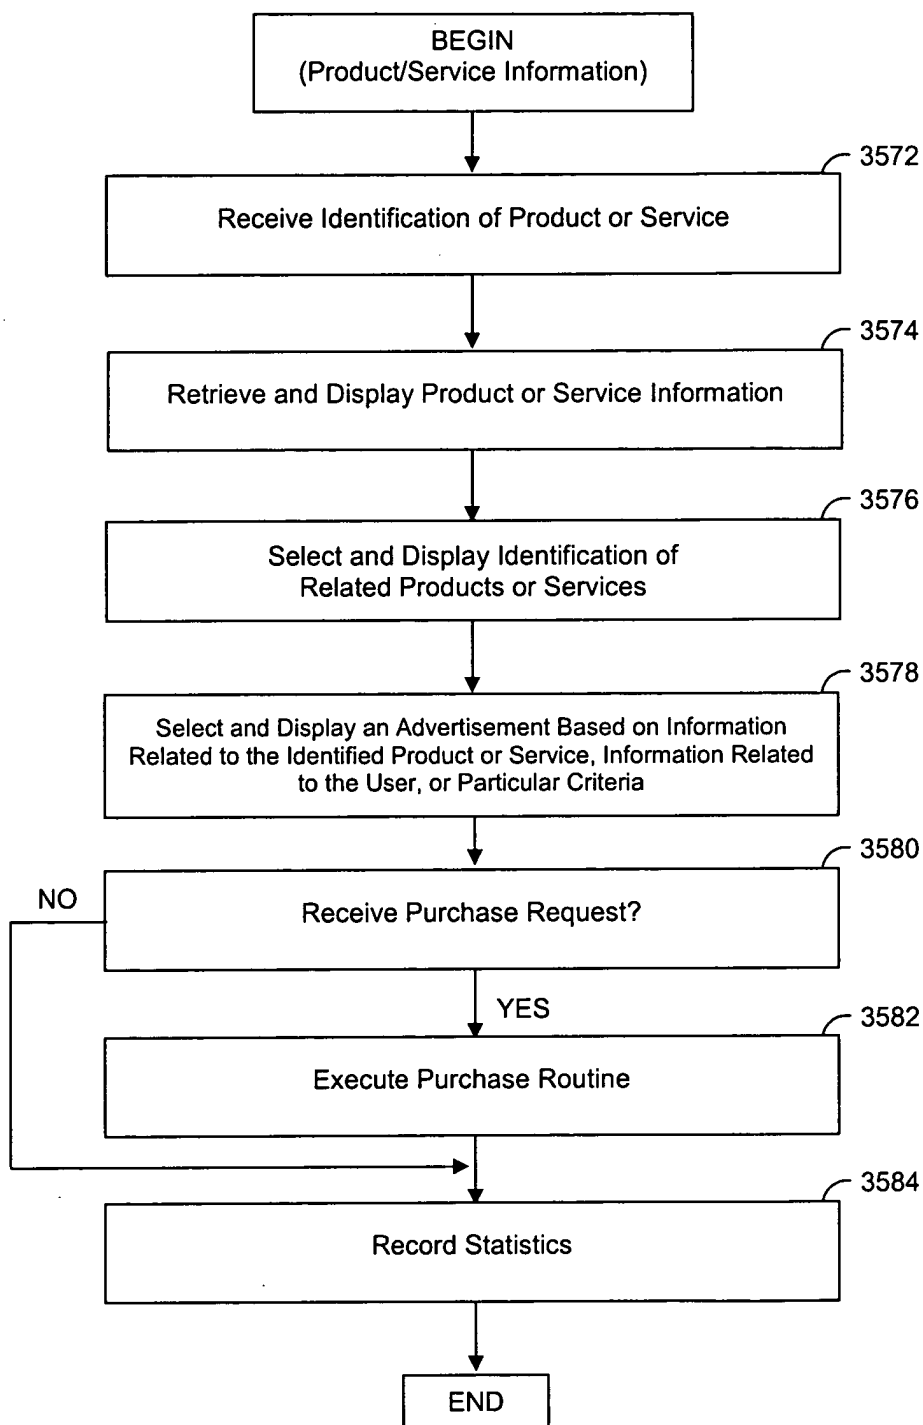 BEGIN
(Product/Service Information)
3572
Receive Identification of Product or Service
3574
Retrieve and Display Product or Service Information
3576
Select and Display Identification of
Related Products or Services
3578
Select and Display an Advertisement Based on Information
Related to the Identified Product or Service, Information Related
to the User, or Particular Criteria
3580
NO
Receive Purchase Request?
YES
3582
Execute Purchase Routine
3584
Record Statistics
END